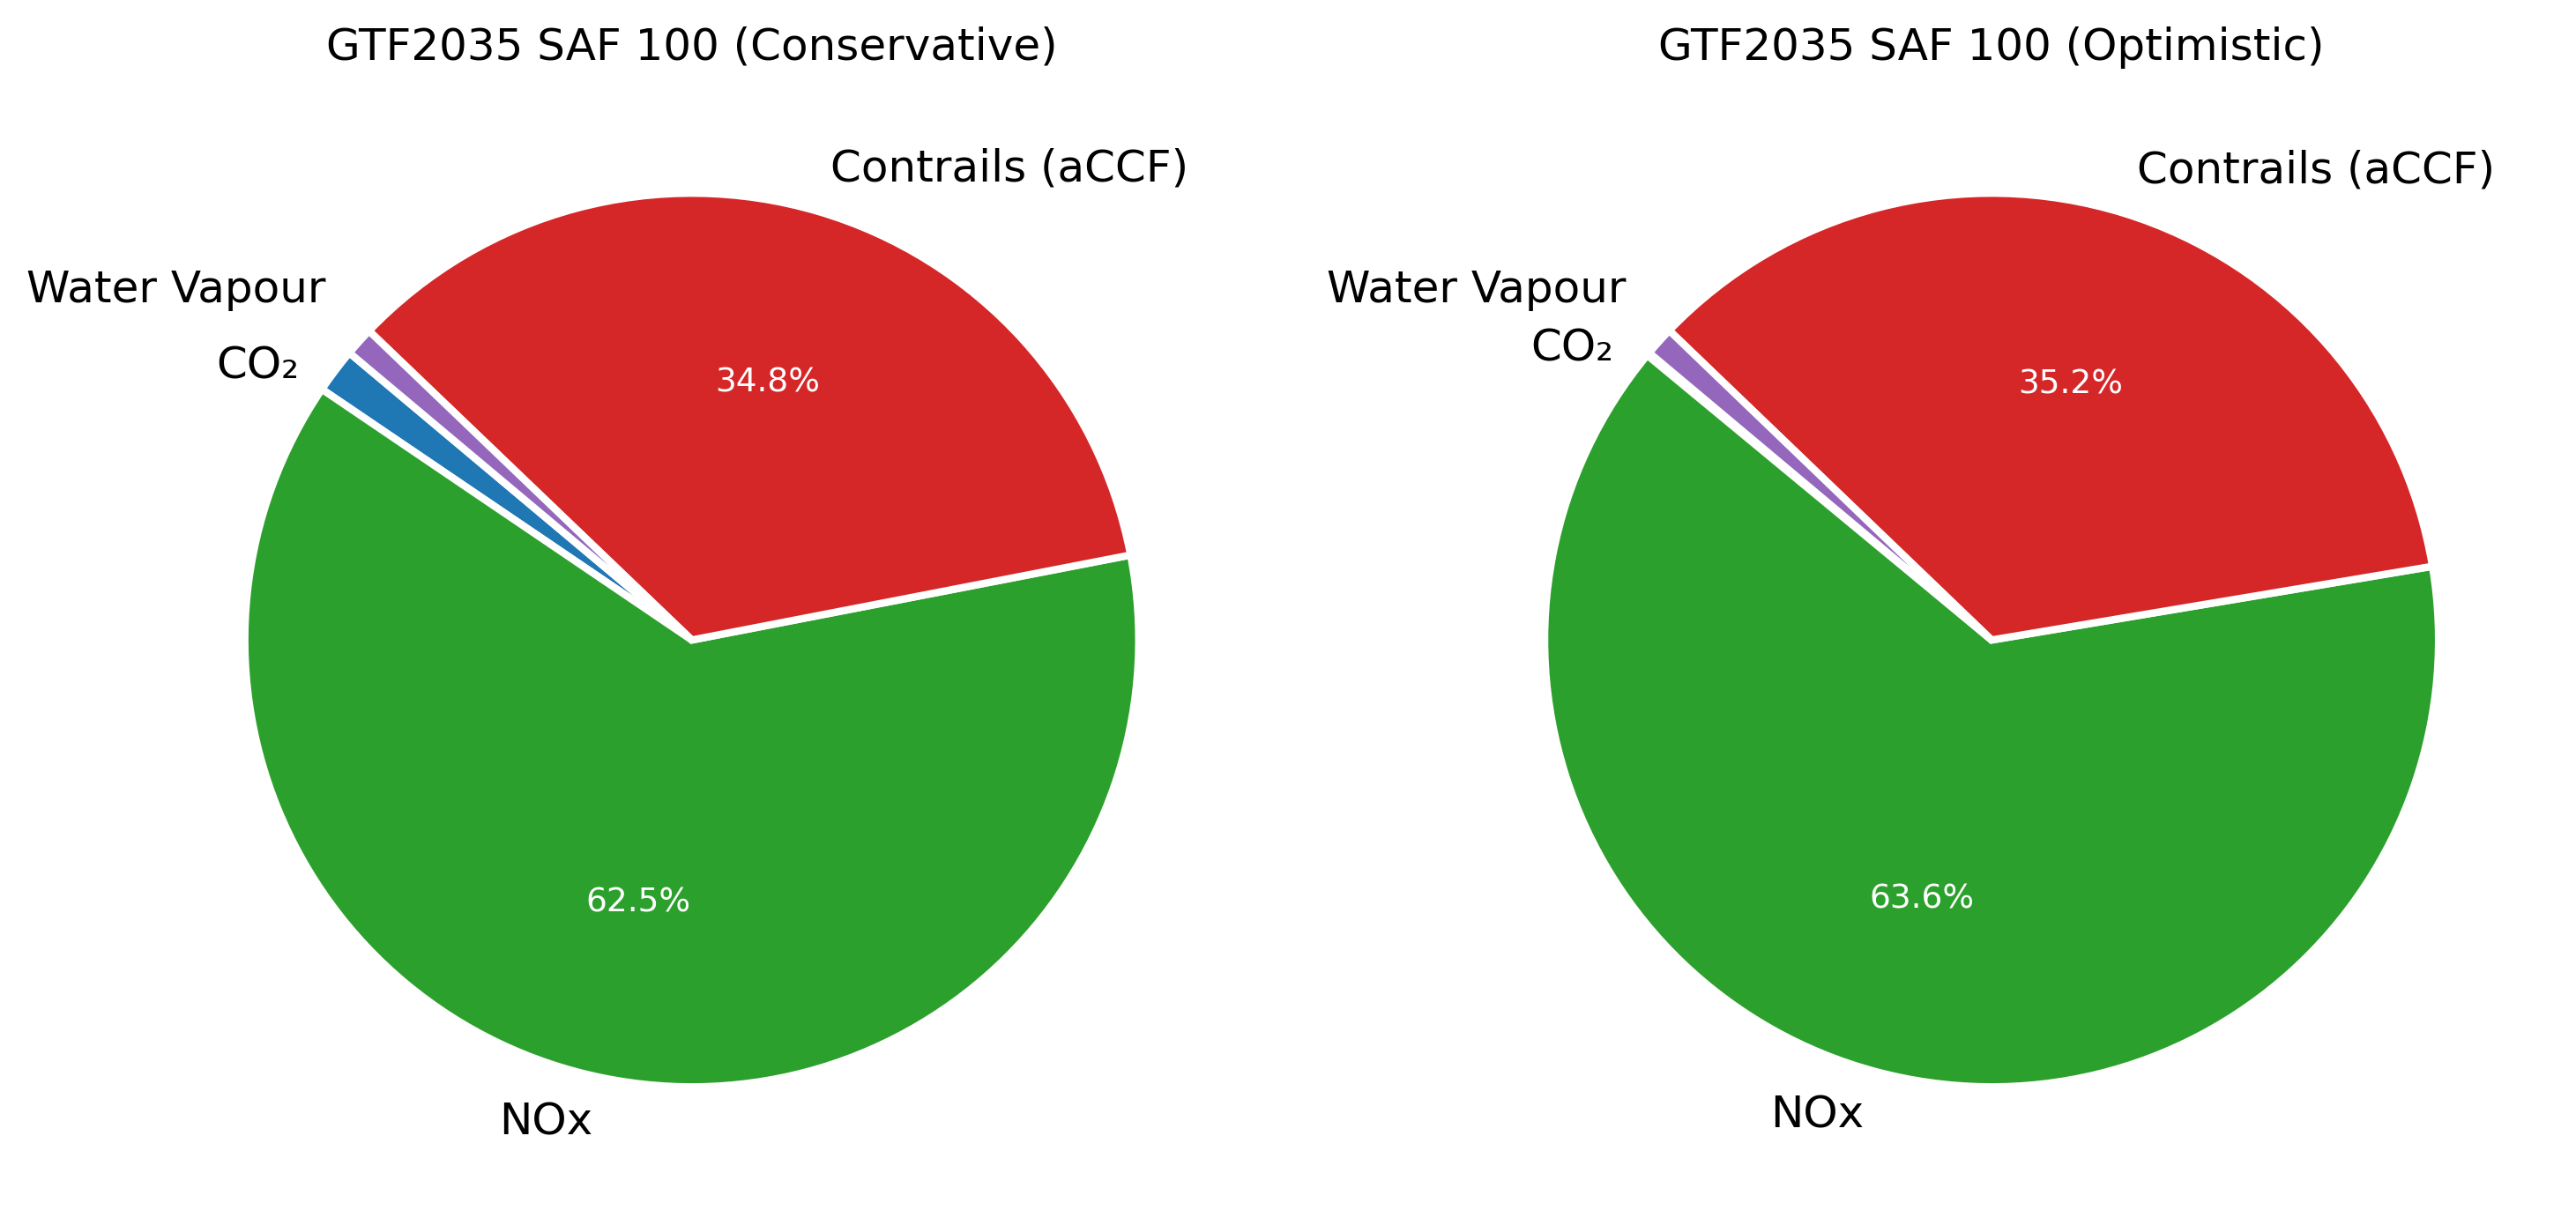 GTF2035 SAF 100 (Conservative)
Contrails (aCCF)
Water Vapour
CO₂
34.8%
62.5%
NOx
GTF2035 SAF 100 (Optimistic)
Contrails (aCCF)
Water Vapour
CO₂
35.2%
63.6%
NOx